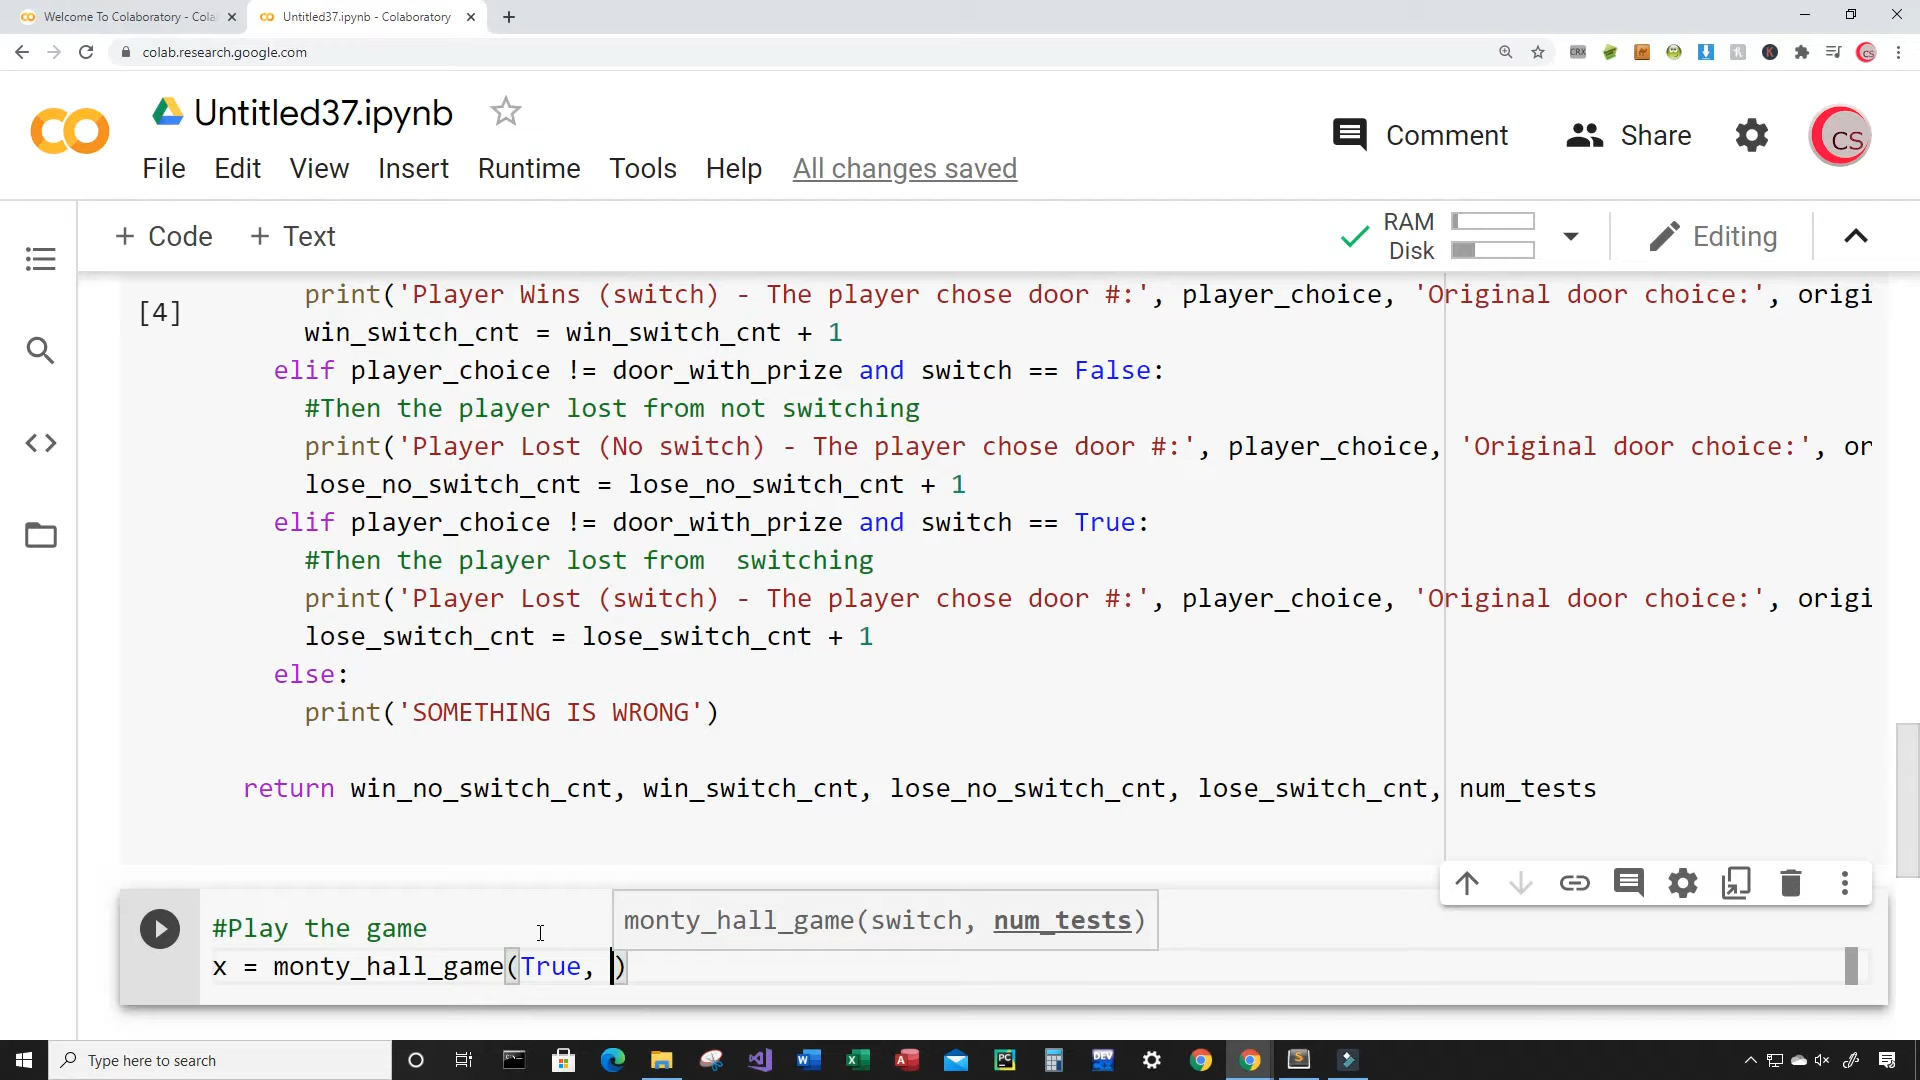 Welcome To Colaboratory - Cola
Untitled37.ipynb - Colaboratory
colab.research.google.com
Untitled37.ipynb
Comment
Share
CS
File Edit View Insert Runtime Tools Help All changes saved
+ Code + Text
RAM
Disk
Editing
[4]
print('Player Wins (switch) - The player chose door #:', player_choice, 'Original door choice:', origi
win_switch_cnt = win_switch_cnt + 1
elif player_choice != door_with_prize and switch == False:
#Then the player lost from not switching
print('Player Lost (No switch) - The player chose door #:', player_choice, 'Original door choice:', or
lose_no_switch_cnt = lose_no_switch_cnt + 1
elif player_choice != door_with_prize and switch == True:
#Then the player lost from  switching
print('Player Lost (switch) - The player chose door #:', player_choice, 'Original door choice:', origi
lose_switch_cnt = lose_switch_cnt + 1
else:
print('SOMETHING IS WRONG')
return win_no_switch_cnt, win_switch_cnt, lose_no_switch_cnt, lose_switch_cnt, num_tests
#Play the game
monty_hall_game(switch, num_tests)
x = monty_hall_game(True, )
Type here to search